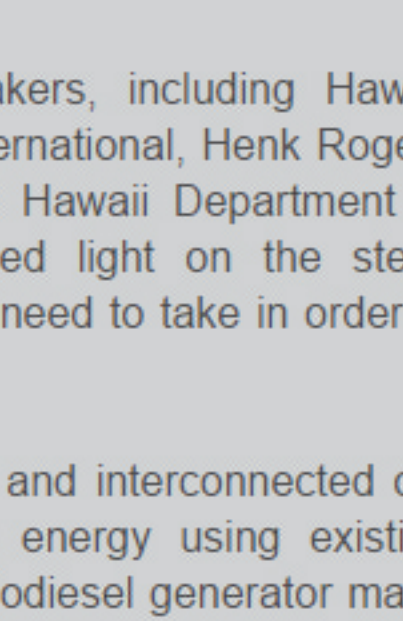 akers, including Haw
ernational, Henk Roge
Hawaii Department
ed light on the ste
need to take in order
and interconnected
energy using existi
odiesel generator ma